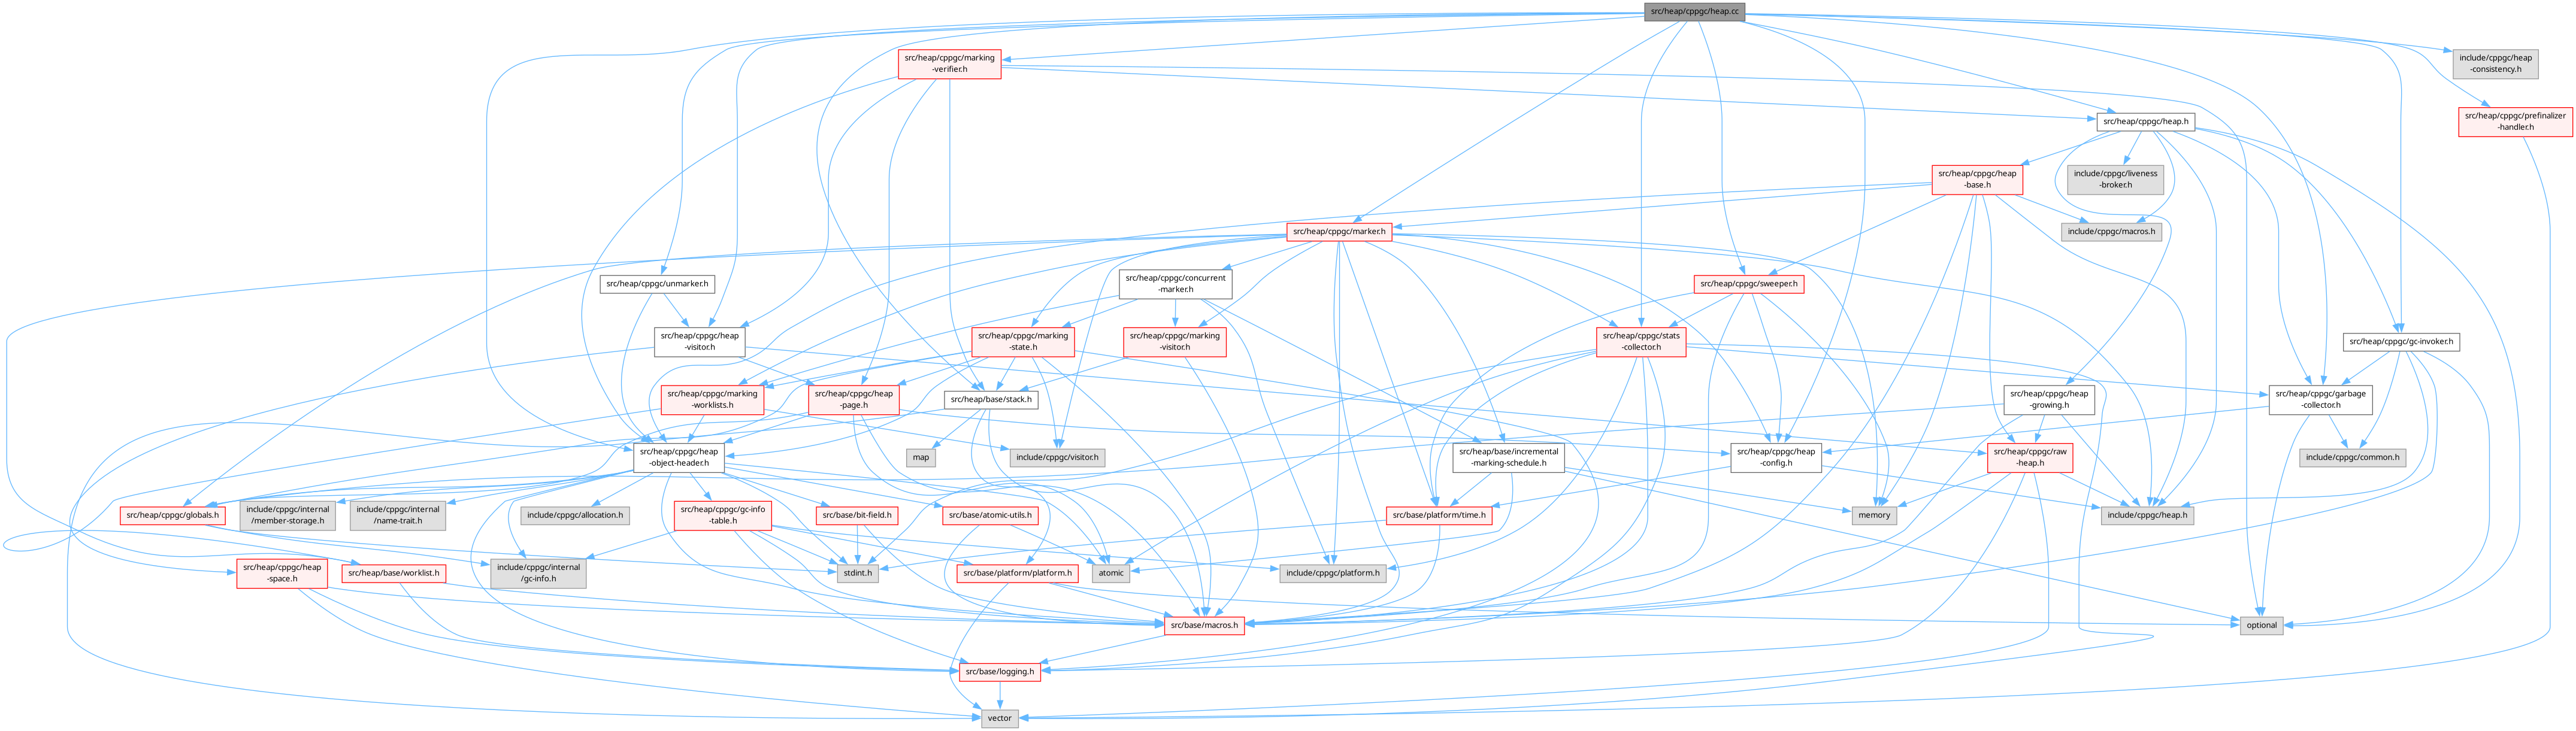 src/heap/cppgc/heap.cc
src/heap/cppgc/marking
-verifier.h
include/cppgc/heap
-consistency.h
src/heap/cppgc/heap.h
src/heap/cppgc/prefinalizer
-handler.h
src/heap/cppgc/heap
-base.h
include/cppgc/liveness
-broker.h
src/heap/cppgc/marker.h
include/cppgc/macros.h
src/heap/cppgc/unmarker.h
src/heap/cppgc/concurrent
-marker.h
src/heap/cppgc/sweeper.h
src/heap/cppgc/heap
-visitor.h
src/heap/cppgc/marking
-state.h
src/heap/cppgc/marking
-visitor.h
src/heap/cppgc/stats
-collector.h
src/heap/cppgc/gc-invoker.h
src/heap/cppgc/marking
-worklists.h
src/heap/cppgc/heap
-page.h
src/heap/base/stack.h
src/heap/cppgc/heap
-growing.h
src/heap/cppgc/garbage
-collector.h
src/heap/cppgc/heap
-object-header.h
map
include/cppgc/visitor.h
src/heap/base/incremental
-marking-schedule.h
src/heap/cppgc/heap
-config.h
src/heap/cppgc/raw
-heap.h
include/cppgc/common.h
src/heap/cppgc/globals.h
include/cppgc/internal
/member-storage.h
include/cppgc/internal
/name-trait.h
include/cppgc/allocation.h
src/heap/cppgc/gc-info
-table.h
src/base/bit-field.h
src/base/atomic-utils.h
src/base/platform/time.h
memory
include/cppgc/heap.h
src/heap/cppgc/heap
-space.h
src/heap/base/worklist.h
include/cppgc/internal
/gc-info.h
stdint.h
src/base/platform/platform.h
atomic
include/cppgc/platform.h
src/base/macros.h
optional
src/base/logging.h
vector